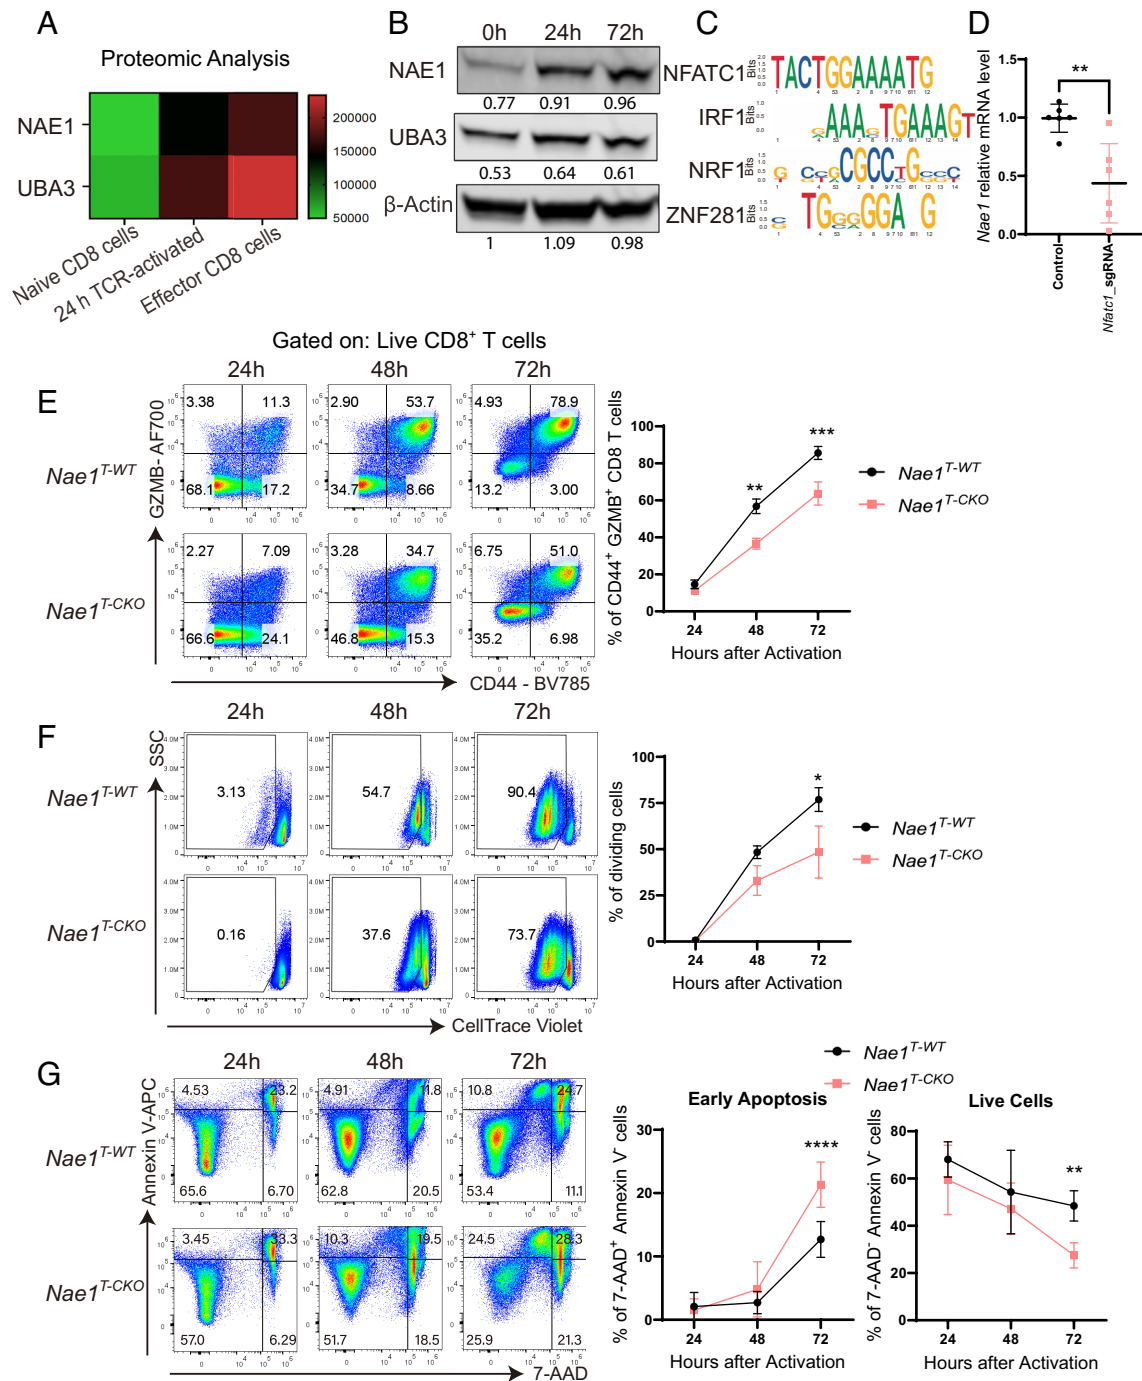 A
Proteomic Analysis
NAE1
UBA3
200000
150000
100000
50000
Naive CD8 cells
24 h TCR-activated
Effector CD8 cells
B
0h 24h 72h
NAE1
0.77 0.91 0.96
UBA3
0.53 0.64 0.61
β-Actin
1 1.09 0.98
C
NFATC1 Bits TACTGGAAAATG
IRF1 Bits AAA TGAAAGT
NRF1 Bits CGCC G
ZNF281 Bits TG GGA G
D
Nae1 relative mRNA level
1.5
1.0
0.5
0.0
**
Control
Nfatc1_sgRNA
Gated on: Live CD8+ T cells
E
24h 48h 72h
GZMB- AF700
Nae1T-WT
3.38 11.3 2.90 53.7 4.93 78.9
68.1 17.2 34.7 8.66 13.2 3.00
Nae1T-CKO
2.27 7.09 3.28 34.7 6.75 51.0
66.6 24.1 46.8 15.3 35.2 6.98
CD44 - BV785
% of CD44+ GZMB+ CD8 T cells
100
80
60
40
20
0
** ***
24 48 72
Hours after Activation
Nae1T-WT
Nae1T-CKO
F
24h 48h 72h
SSC
Nae1T-WT
3.13 54.7 90.4
Nae1T-CKO
0.16 37.6 73.7
CellTrace Violet
% of dividing cells
100
75
50
25
0
*
24 48 72
Hours after Activation
Nae1T-WT
Nae1T-CKO
G
24h 48h 72h
Annexin V-APC
Nae1T-WT
4.53 23.2 4.91 11.8 10.8 24.7
65.6 6.70 62.8 20.5 53.4 11.1
Nae1T-CKO
3.45 33.3 10.3 19.5 24.5 28.3
57.0 6.29 51.7 18.5 25.9 21.3
7-AAD
Nae1T-WT
Nae1T-CKO
Early Apoptosis
% of 7-AAD+ Annexin V- cells
30
20
10
0
****
24 48 72
Hours after Activation
Live Cells
% of 7-AAD- Annexin V- cells
80
60
40
20
0
**
24 48 72
Hours after Activation